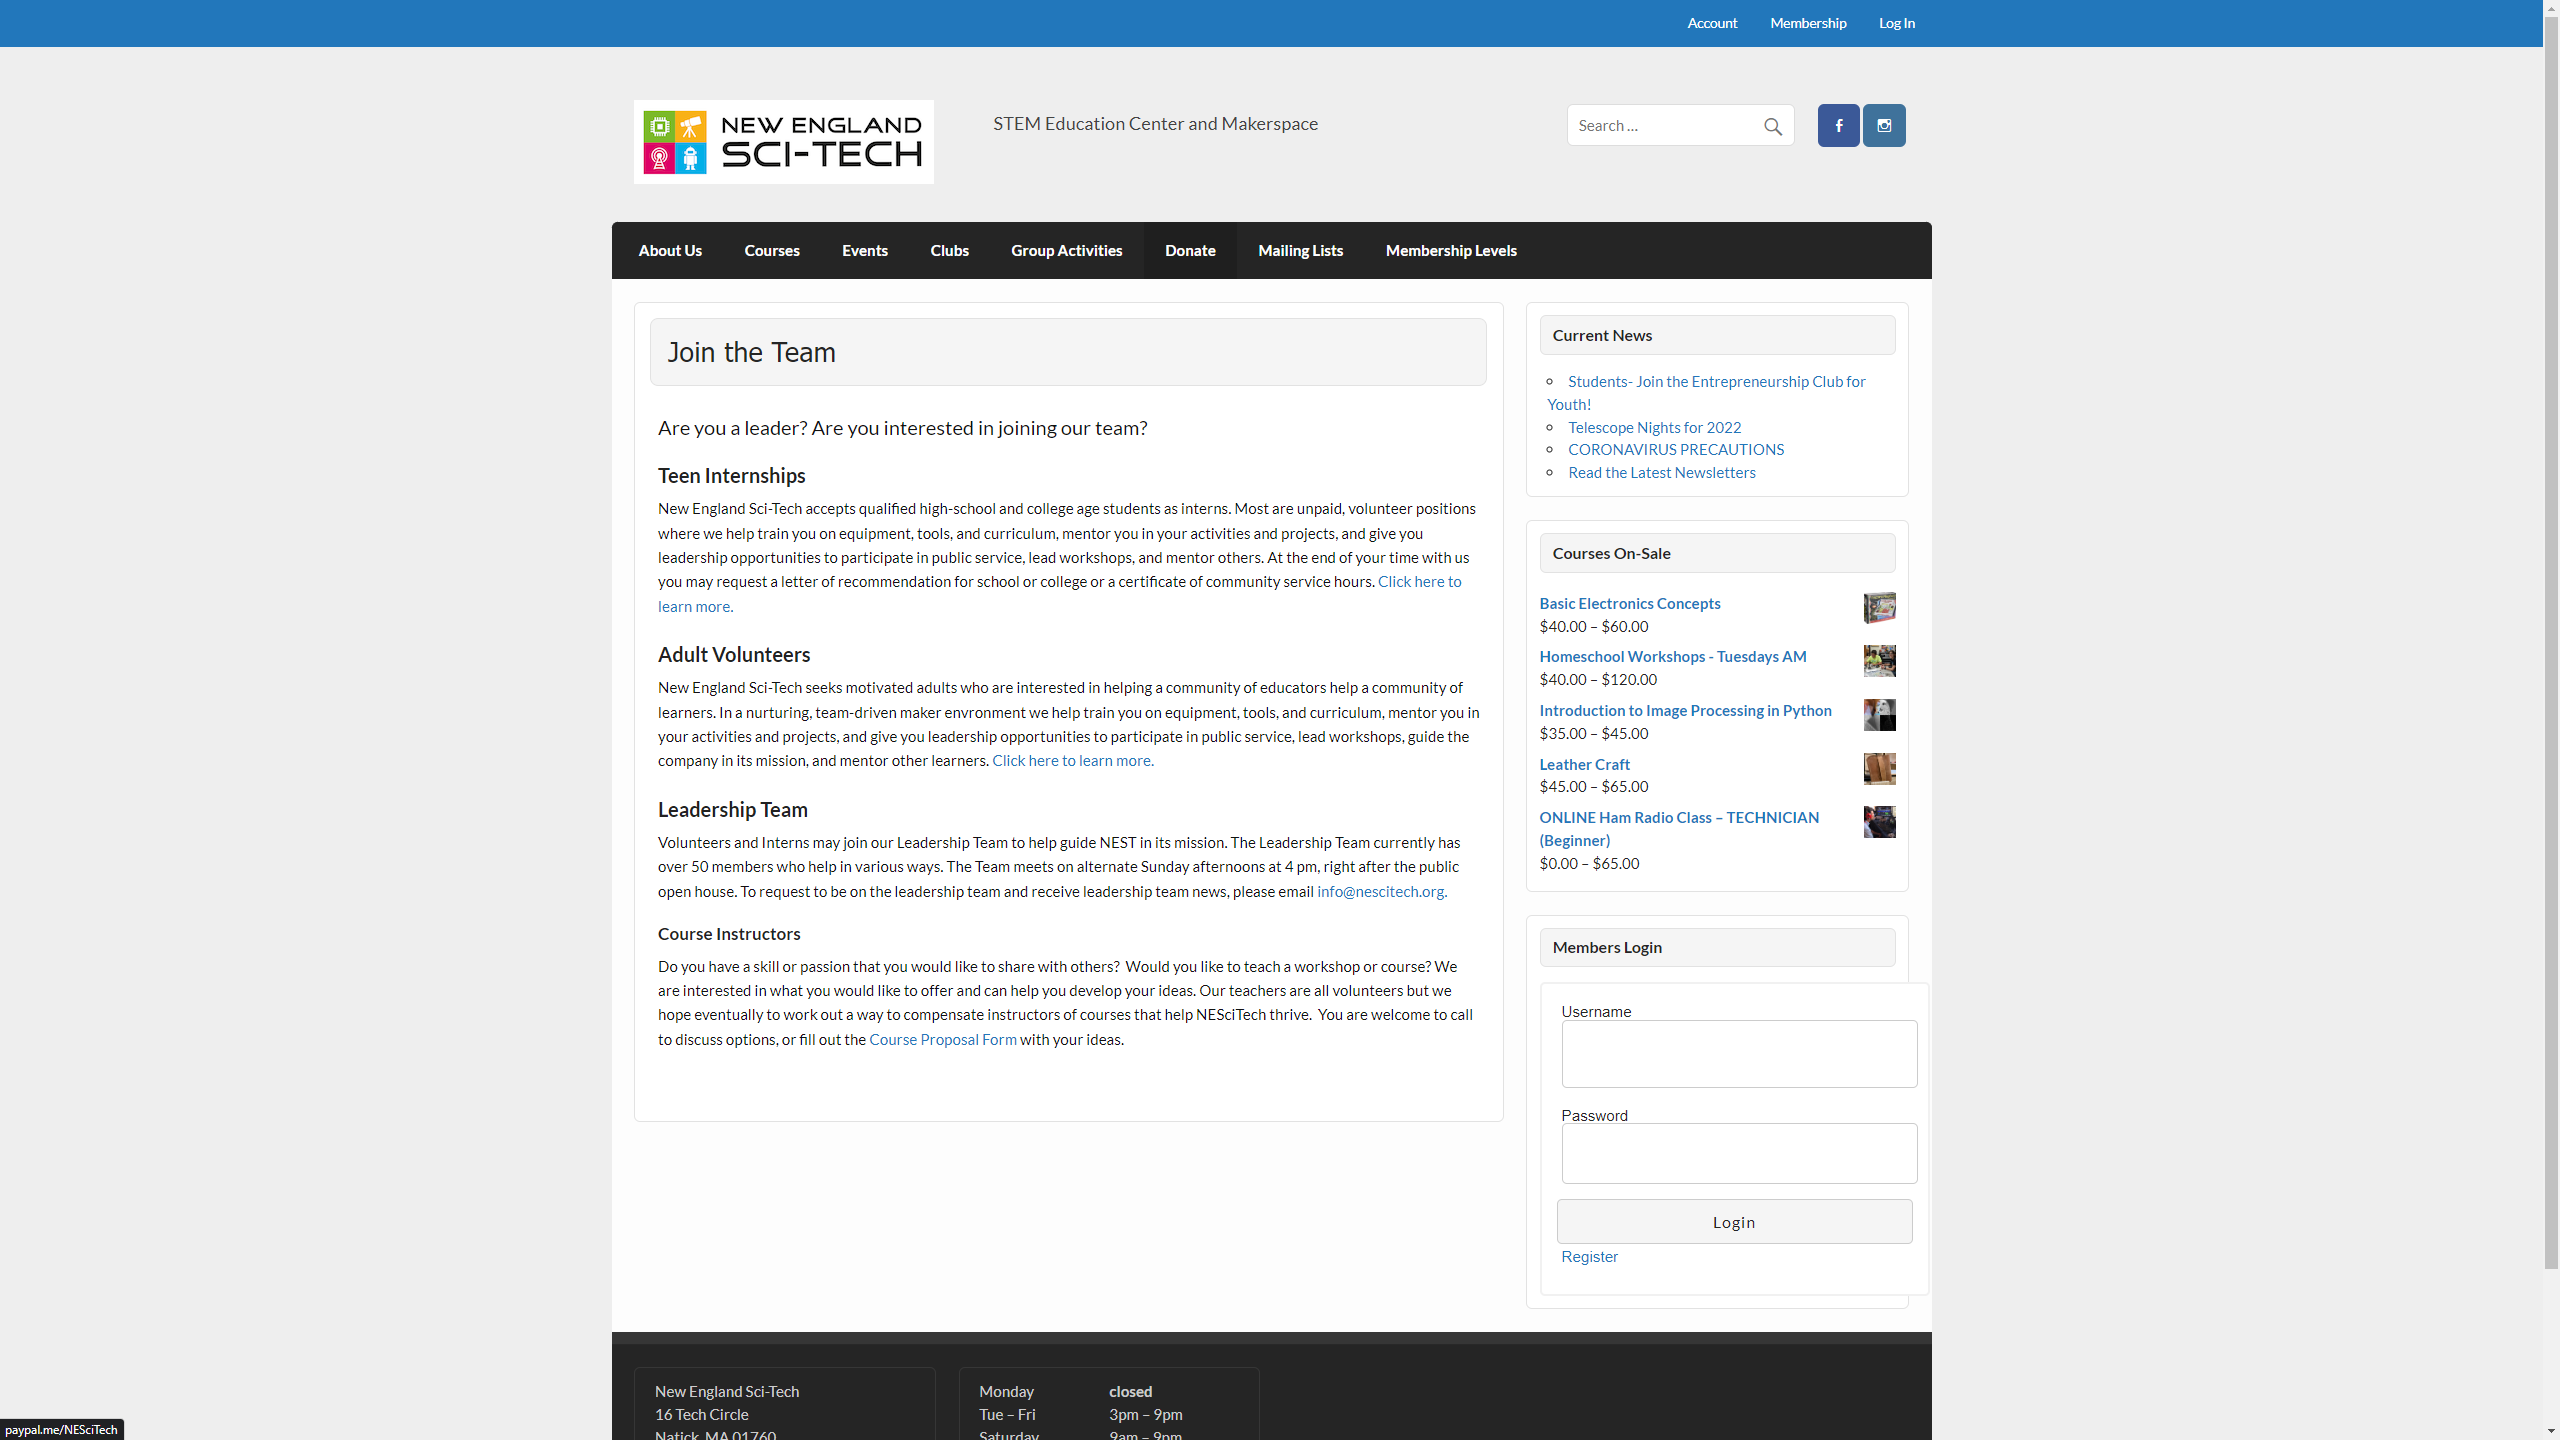 Account Membership Log In
NEW ENGLAND
SCI-TECH
STEM Education Center and Makerspace
Search …
About Us Courses Events Clubs Group Activities Donate Mailing Lists Membership Levels
Join the Team
Are you a leader? Are you interested in joining our team?
Teen Internships
New England Sci-Tech accepts qualified high-school and college age students as interns. Most are unpaid, volunteer positions
where we help train you on equipment, tools, and curriculum, mentor you in your activities and projects, and give you
leadership opportunities to participate in public service, lead workshops, and mentor others. At the end of your time with us
you may request a letter of recommendation for school or college or a certificate of community service hours. Click here to
learn more.
Adult Volunteers
New England Sci-Tech seeks motivated adults who are interested in helping a community of educators help a community of
learners. In a nurturing, team-driven maker envronment we help train you on equipment, tools, and curriculum, mentor you in
your activities and projects, and give you leadership opportunities to participate in public service, lead workshops, guide the
company in its mission, and mentor other learners. Click here to learn more.
Leadership Team
Volunteers and Interns may join our Leadership Team to help guide NEST in its mission. The Leadership Team currently has
over 50 members who help in various ways. The Team meets on alternate Sunday afternoons at 4 pm, right after the public
open house. To request to be on the leadership team and receive leadership team news, please email info@nescitech.org.
Course Instructors
Do you have a skill or passion that you would like to share with others? Would you like to teach a workshop or course? We
are interested in what you would like to offer and can help you develop your ideas. Our teachers are all volunteers but we
hope eventually to work out a way to compensate instructors of courses that help NESciTech thrive. You are welcome to call
to discuss options, or fill out the Course Proposal Form with your ideas.
Current News
Students- Join the Entrepreneurship Club for
Youth!
Telescope Nights for 2022
CORONAVIRUS PRECAUTIONS
Read the Latest Newsletters
Courses On-Sale
Basic Electronics Concepts
$40.00 – $60.00
Homeschool Workshops - Tuesdays AM
$40.00 – $120.00
Introduction to Image Processing in Python
$35.00 – $45.00
Leather Craft
$45.00 – $65.00
ONLINE Ham Radio Class – TECHNICIAN
(Beginner)
$0.00 – $65.00
Members Login
Username
Password
Login
Register
New England Sci-Tech
16 Tech Circle
Natick, MA 01760
Monday closed
Tue – Fri 3pm – 9pm
Saturday 9am – 9pm
paypal.me/NESciTech